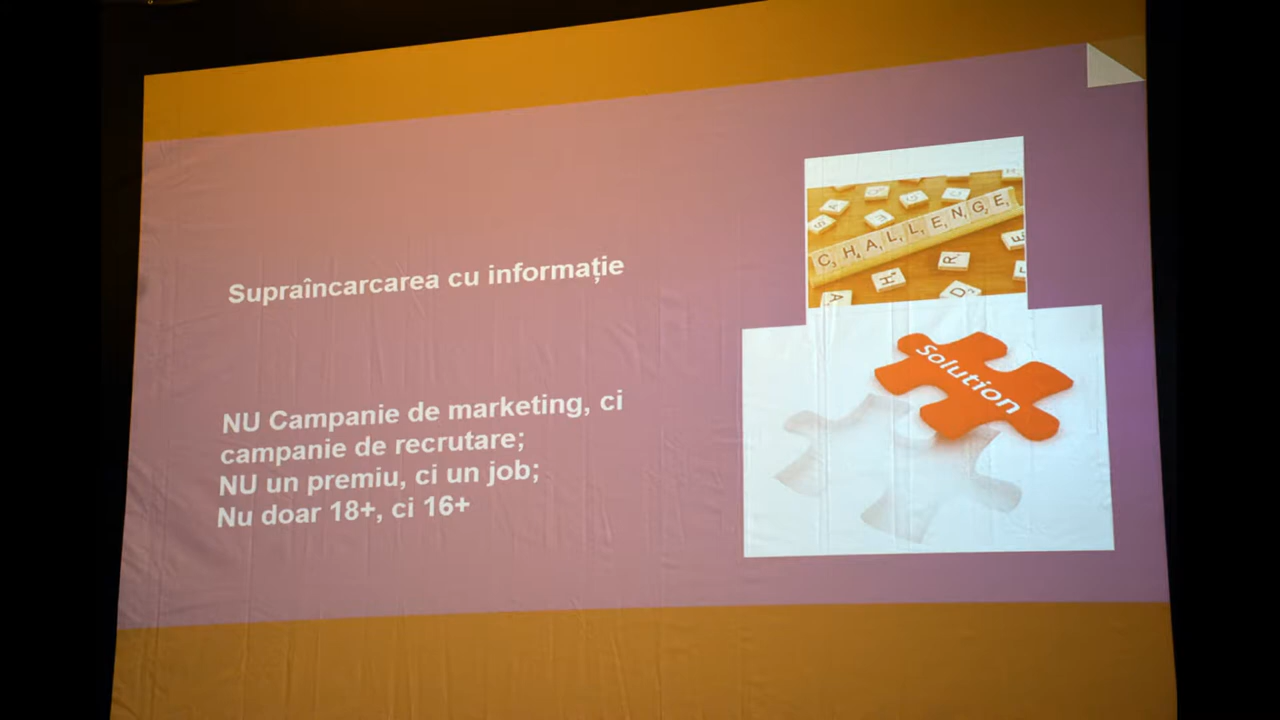 Supraîncarcarea cu informație
NU Campanie de marketing, ci
campanie de recrutare;
NU un premiu, ci un job;
Nu doar 18+, ci 16+
CHALLENGE
Solution